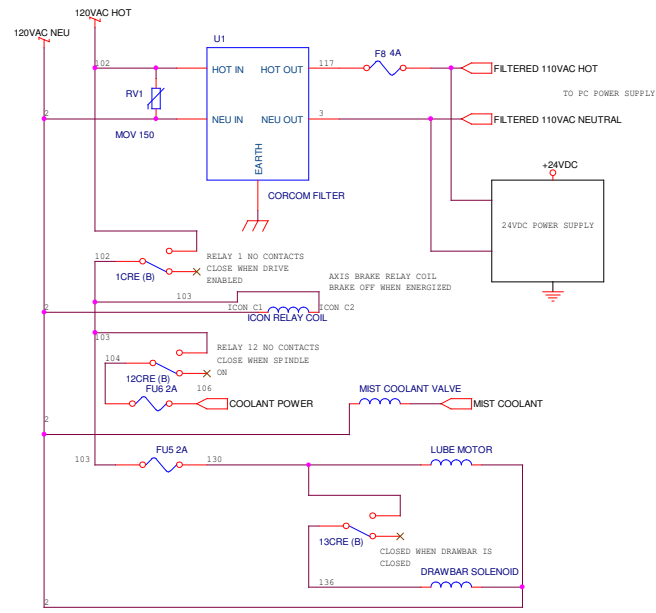 120VAC HOT
120VAC NEU
U1
102
HOT IN
HOT OUT
117
F8 4A
FILTERED 110VAC HOT
RV1
TO PC POWER SUPPLY
2
NEU IN
NEU OUT
3
FILTERED 110VAC NEUTRAL
MOV 150
EARTH
+24VDC
CORCOM FILTER
24VDC POWER SUPPLY
102
RELAY 1 NO CONTACTS
CLOSE WHEN DRIVE
ENABLED
1CRE (B)
AXIS BRAKE RELAY COIL
BRAKE OFF WHEN ENERGIZED
103
2
ICON C1
ICON C2
ICON RELAY COIL
103
RELAY 12 NO CONTACTS
CLOSE WHEN SPINDLE
ON
104
12CRE (B)
FU6 2A
106
COOLANT POWER
MIST COOLANT VALVE
MIST COOLANT
2
103
FU5 2A
130
LUBE MOTOR
13CRE (B)
CLOSED WHEN DRAWBAR IS
CLOSED
136
DRAWBAR SOLENOID
2